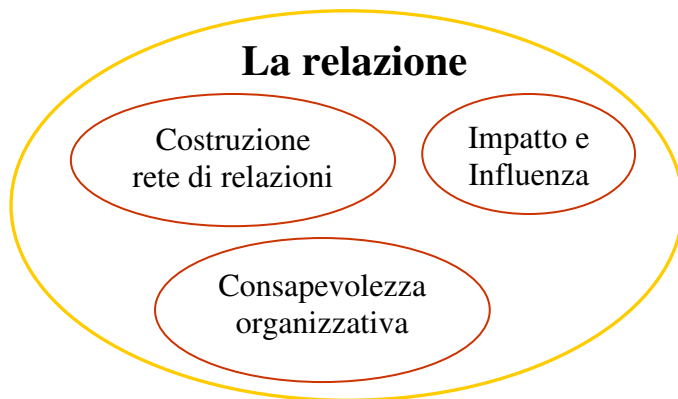 La relazione
Costruzione
rete di relazioni
Impatto e
Influenza
Consapevolezza
organizzativa